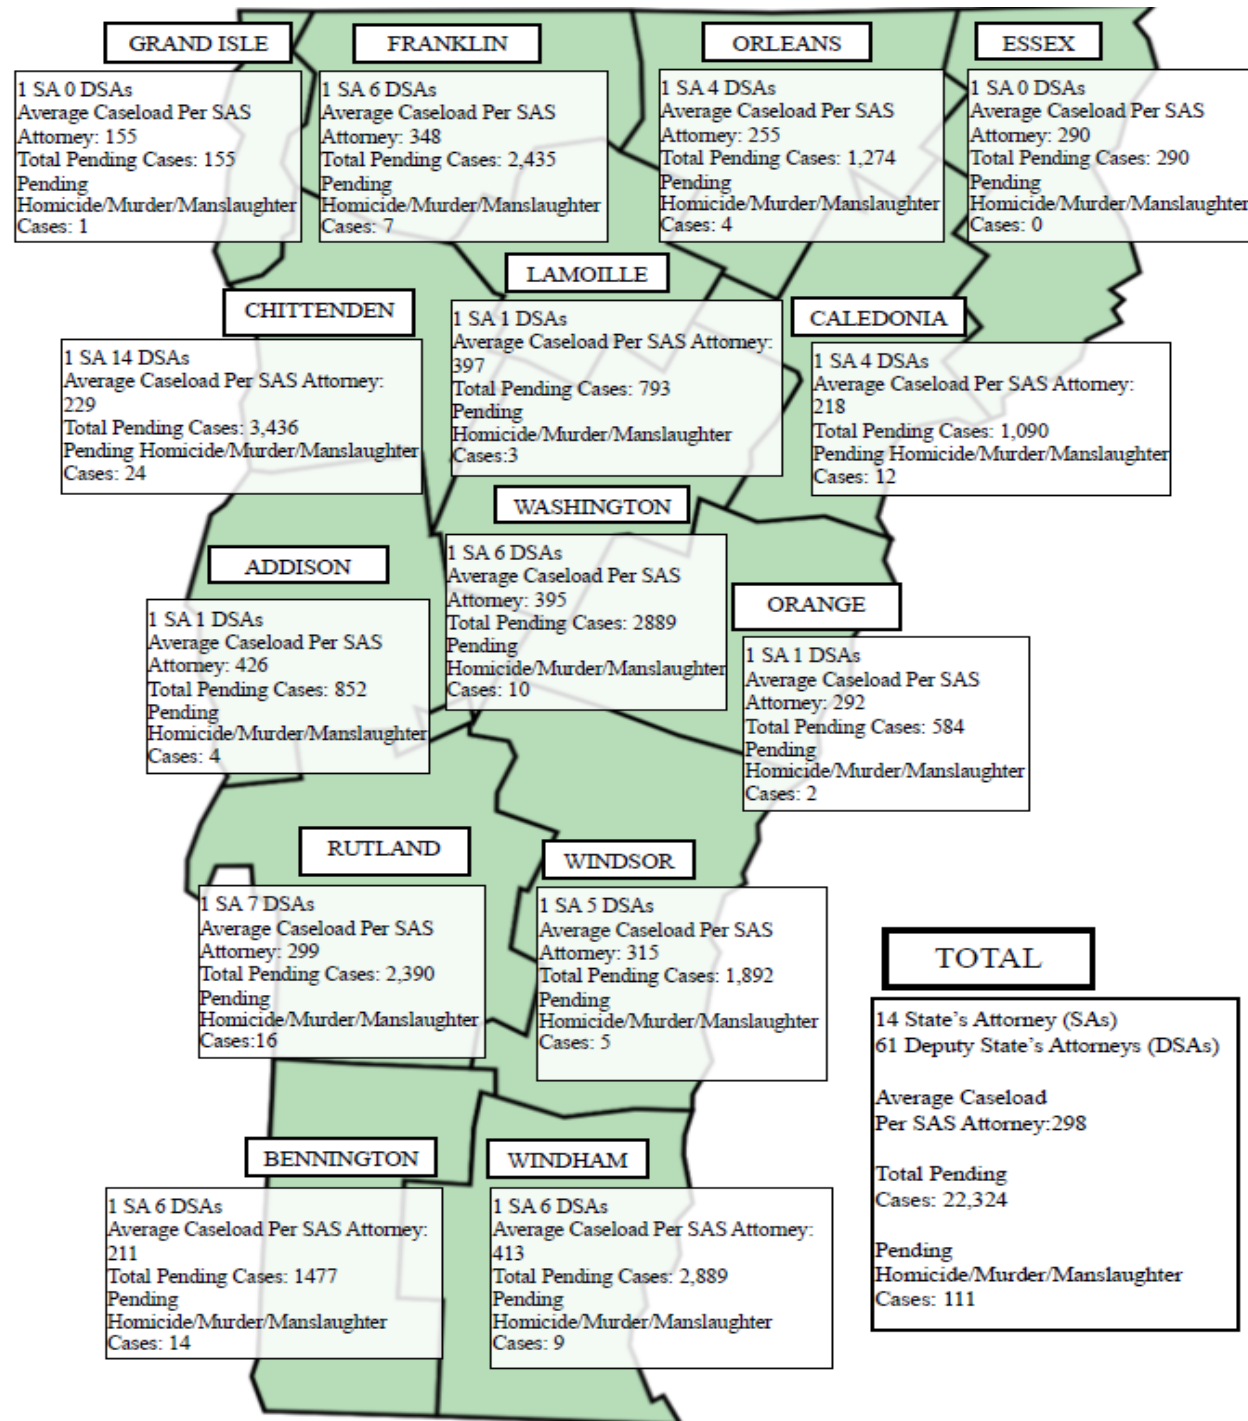 GRAND ISLE
1 SA 0 DSAs
Average Caseload Per SAS
Attorney: 155
Total Pending Cases: 155
Pending
Homicide/Murder/Manslaughter
Cases: 1
FRANKLIN
1 SA 6 DSAs
Average Caseload Per SAS
Attorney: 348
Total Pending Cases: 2,435
Pending
Homicide/Murder/Manslaughter
Cases: 7
ORLEANS
1 SA 4 DSAs
Average Caseload Per SAS
Attorney: 255
Total Pending Cases: 1,274
Pending
Homicide/Murder/Manslaughter
Cases: 4
ESSEX
1 SA 0 DSAs
Average Caseload Per SAS
Attorney: 290
Total Pending Cases: 290
Pending
Homicide/Murder/Manslaughter
Cases: 0
CHITTENDEN
1 SA 14 DSAs
Average Caseload Per SAS Attorney:
229
Total Pending Cases: 3,436
Pending Homicide/Murder/Manslaughter
Cases: 24
LAMOILLE
1 SA 1 DSAs
Average Caseload Per SAS Attorney:
397
Total Pending Cases: 793
Pending
Homicide/Murder/Manslaughter
Cases:3
CALEDONIA
1 SA 4 DSAs
Average Caseload Per SAS Attorney:
218
Total Pending Cases: 1,090
Pending Homicide/Murder/Manslaughter
Cases: 12
ADDISON
1 SA 1 DSAs
Average Caseload Per SAS
Attorney: 426
Total Pending Cases: 852
Pending
Homicide/Murder/Manslaughter
Cases: 4
WASHINGTON
1 SA 6 DSAs
Average Caseload Per SAS
Attorney: 395
Total Pending Cases: 2889
Pending
Homicide/Murder/Manslaughter
Cases: 10
ORANGE
1 SA 1 DSAs
Average Caseload Per SAS
Attorney: 292
Total Pending Cases: 584
Pending
Homicide/Murder/Manslaughter
Cases: 2
RUTLAND
1 SA 7 DSAs
Average Caseload Per SAS
Attorney: 299
Total Pending Cases: 2,390
Pending
Homicide/Murder/Manslaughter
Cases:16
WINDSOR
1 SA 5 DSAs
Average Caseload Per SAS
Attorney: 315
Total Pending Cases: 1,892
Pending
Homicide/Murder/Manslaughter
Cases: 5
BENNINGTON
1 SA 6 DSAs
Average Caseload Per SAS Attorney:
211
Total Pending Cases: 1477
Pending
Homicide/Murder/Manslaughter
Cases: 14
WINDHAM
1 SA 6 DSAs
Average Caseload Per SAS Attorney:
413
Total Pending Cases: 2,889
Pending
Homicide/Murder/Manslaughter
Cases: 9
TOTAL
14 State's Attorney (SAs)
61 Deputy State's Attorneys (DSAs)
Average Caseload
Per SAS Attorney:298
Total Pending
Cases: 22,324
Pending
Homicide/Murder/Manslaughter
Cases: 111